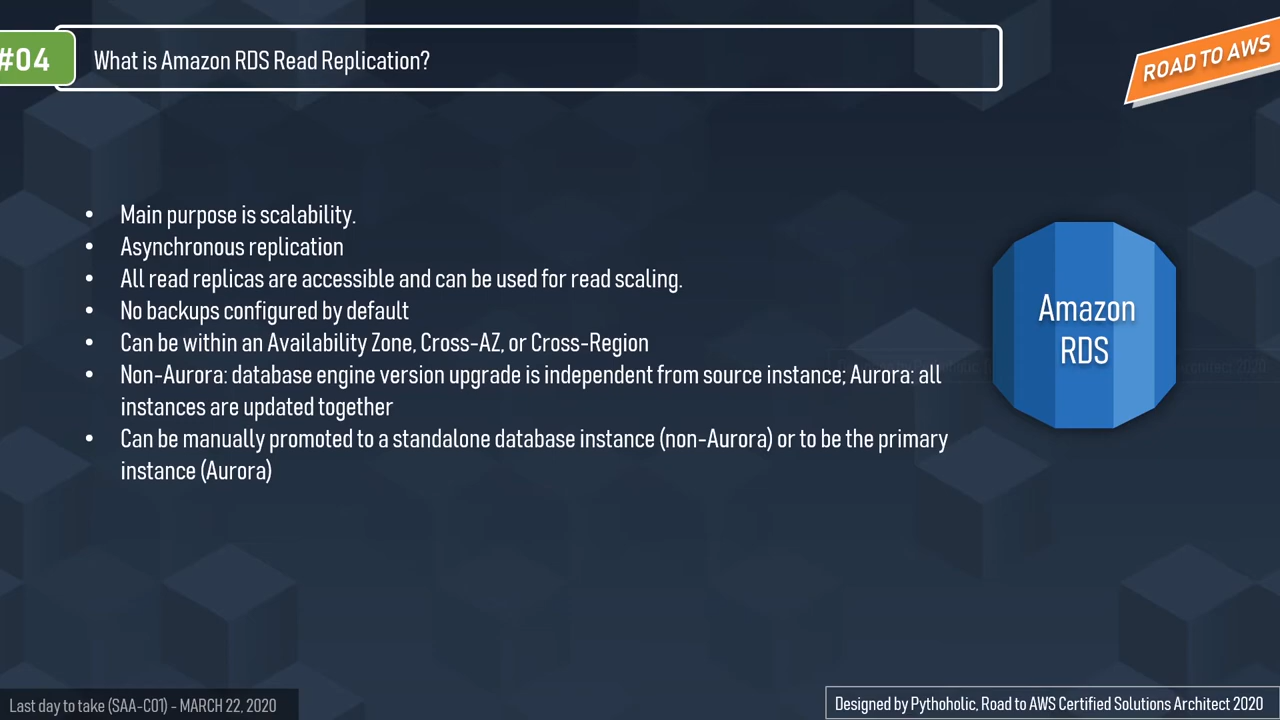 #04
What is Amazon RDS Read Replication?
ROAD TO AWS
• Main purpose is scalability.
• Asynchronous replication
• All read replicas are accessible and can be used for read scaling.
• No backups configured by default
• Can be within an Availability Zone, Cross-AZ, or Cross-Region
• Non-Aurora: database engine version upgrade is independent from source instance; Aurora: all
instances are updated together
• Can be manually promoted to a standalone database instance (non-Aurora) or to be the primary
instance (Aurora)
Amazon
RDS
Last day to take (SAA-C01) - MARCH 22, 2020
Designed by Pythoholic, Road to AWS Certified Solutions Architect 2020